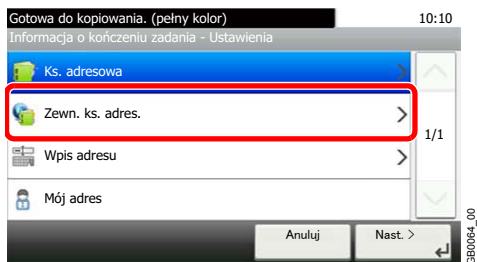 Gotowa do kopiowania. (pełny kolor) 10:10
Informacja o kończeniu zadania - Ustawienia
Ks. adresowa
Zewn. ks. adres.
1/1
Wpis adresu
Mój adres
Anuluj Nast. >
GB0064_00